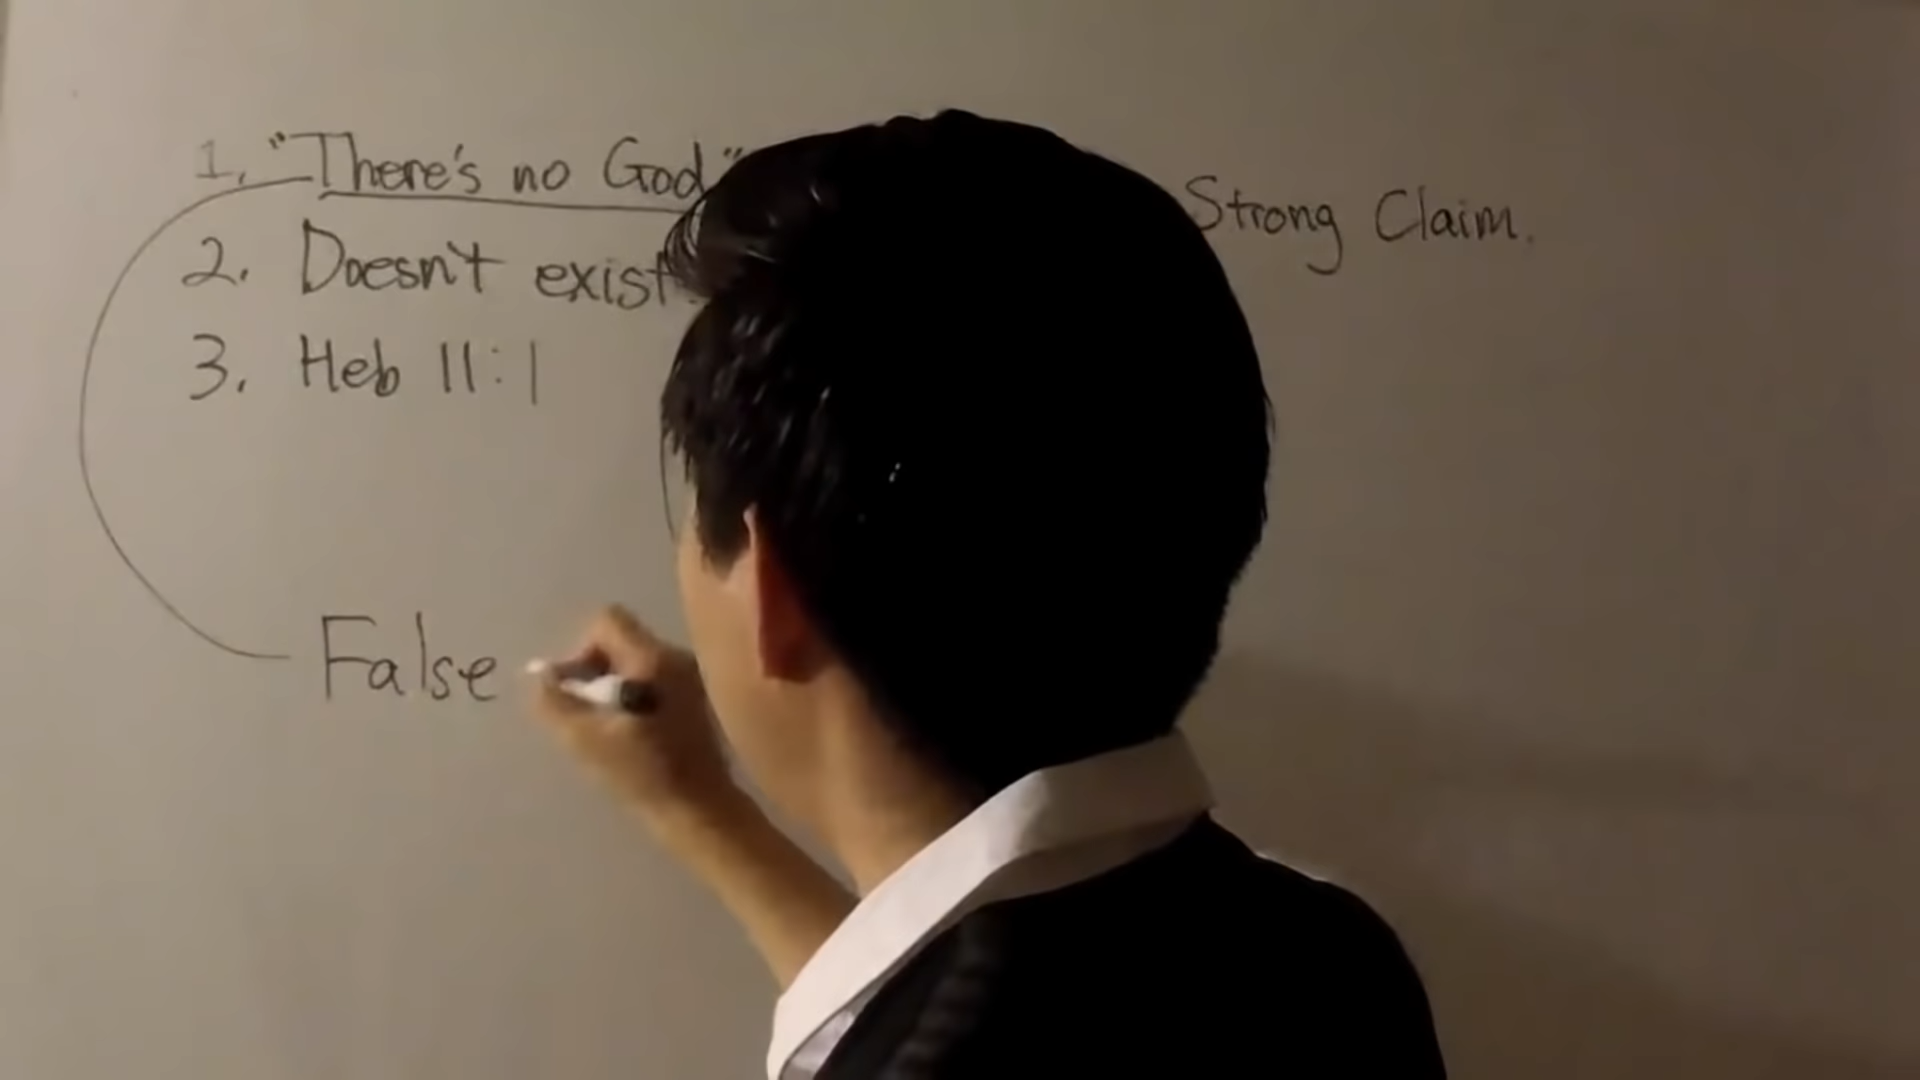 1. "There's no God"
Strong Claim.
2. Doesn't exist
3. Heb 11:1
False